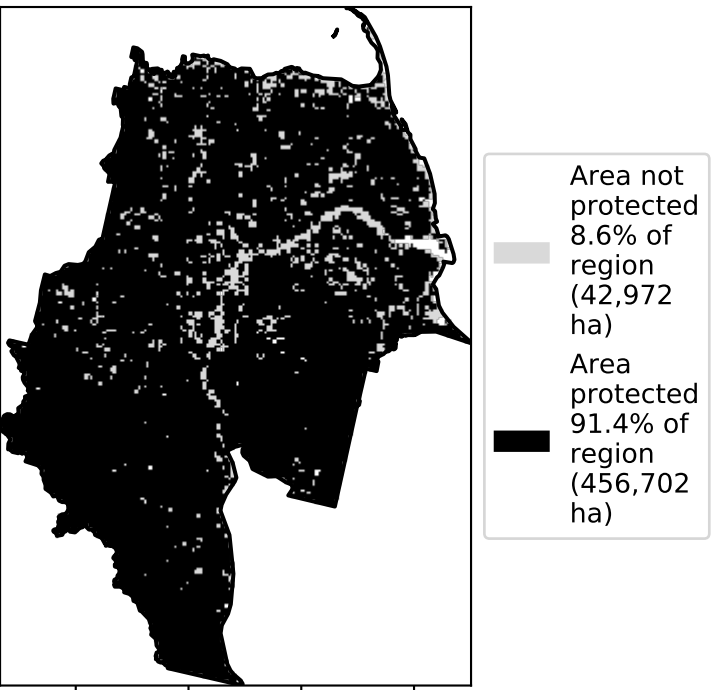 Area not
protected
8.6% of
region
(42,972
ha)
Area
protected
91.4% of
region
(456,702
ha)